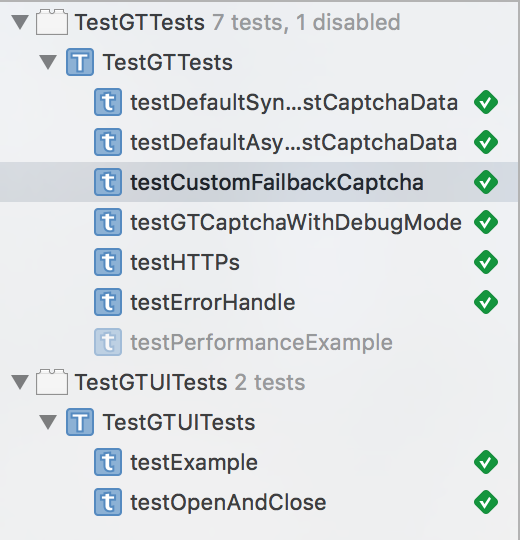 TestGTTests 7 tests, 1 disabled
T TestGTTests
t testDefaultSyn...stCaptchaData
t testDefaultAsy...stCaptchaData
t testCustomFailbackCaptcha
t testGTCaptchaWithDebugMode
t testHTTPs
t testErrorHandle
t testPerformanceExample
TestGTUITests 2 tests
T TestGTUITests
t testExample
t testOpenAndClose